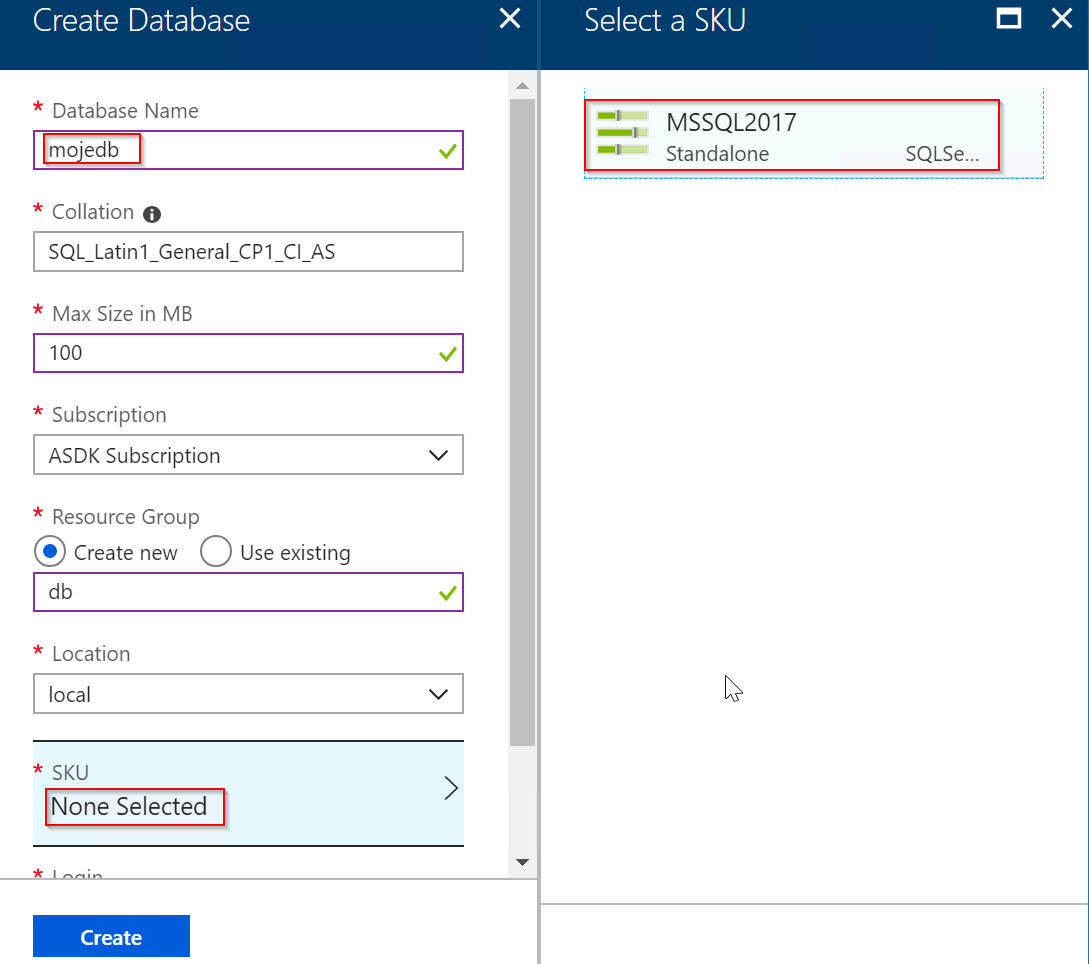 Create Database
* Database Name
mojedb
* Collation
SQL_Latin1_General_CP1_CI_AS
* Max Size in MB
100
* Subscription
ASDK Subscription
* Resource Group
Create new Use existing
db
* Location
local
* SKU
None Selected
* Login
Create
Select a SKU
MSSQL2017
Standalone SQLSe...